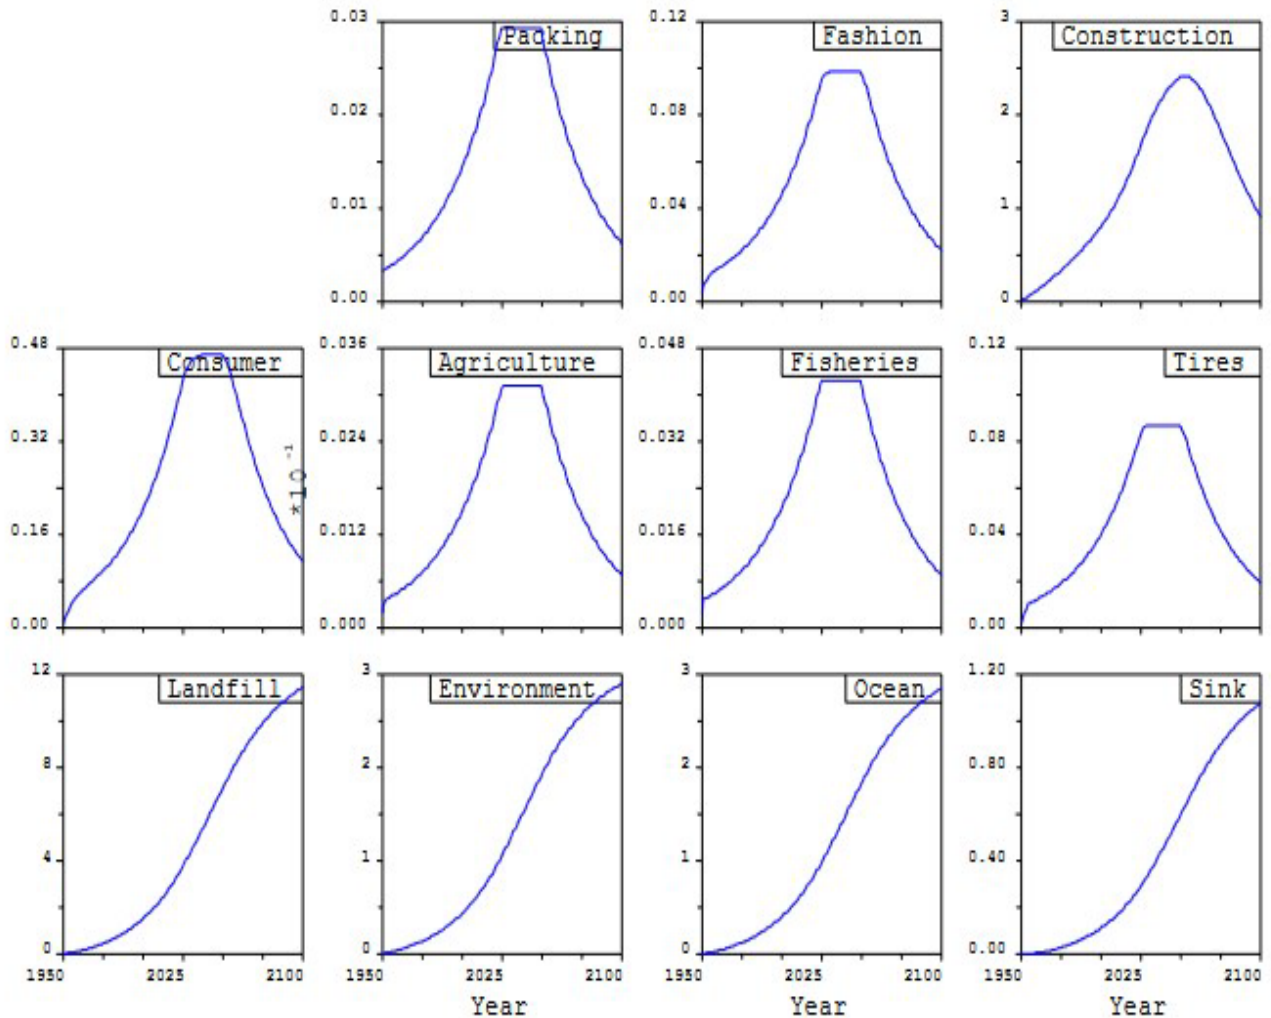 0.03
Packing
0.02
0.01
0.00
0.12
Fashion
0.08
0.04
0.00
3
Construction
2
1
0
0.48
Consumer
0.32
0.16
0.00
*10⁻¹
0.036
Agriculture
0.024
0.012
0.000
0.048
Fisheries
0.032
0.016
0.000
0.12
Tires
0.08
0.04
0.00
12
Landfill
8
4
0
1950 2025 2100
3
Environment
2
1
0
1950 2025 2100
Year
3
Ocean
2
1
0
1950 2025 2100
Year
1.20
Sink
0.80
0.40
0.00
1950 2025 2100
Year